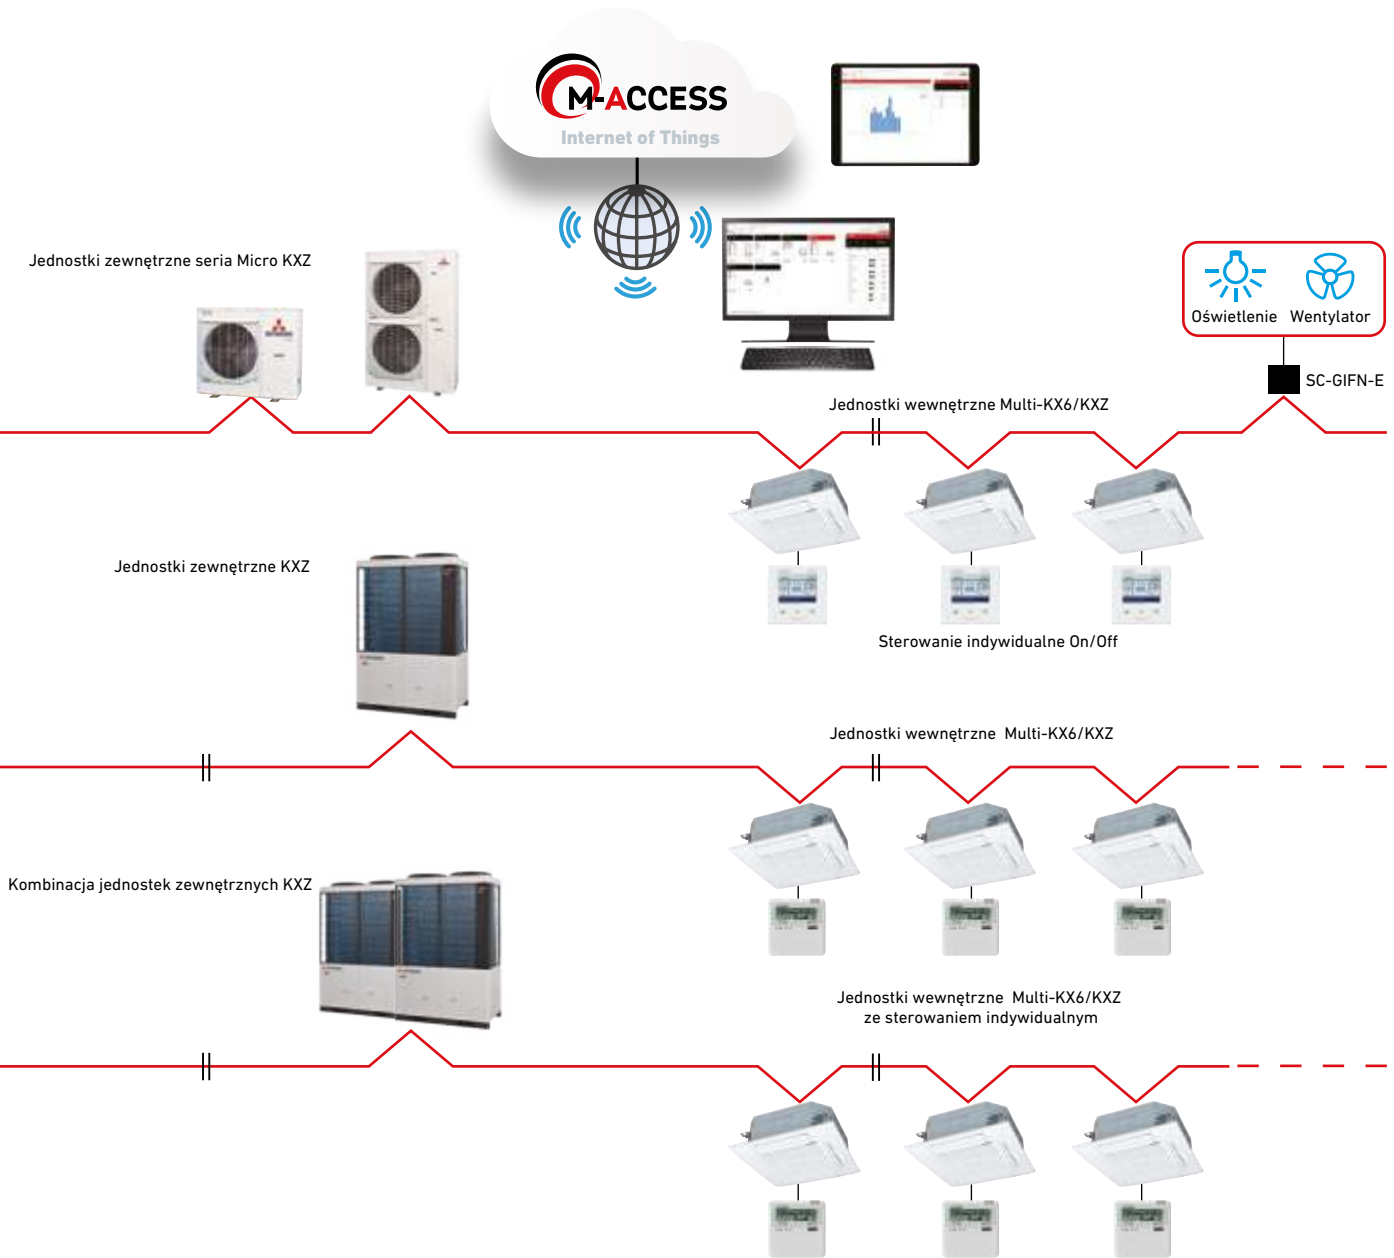 M-ACCESS
Internet of Things
Jednostki zewnętrzne seria Micro KXZ
Oświetlenie Wentylator
SC-GIFN-E
Jednostki wewnętrzne Multi-KX6/KXZ
Sterowanie indywidualne On/Off
Jednostki zewnętrzne KXZ
Jednostki wewnętrzne Multi-KX6/KXZ
Kombinacja jednostek zewnętrznych KXZ
Jednostki wewnętrzne Multi-KX6/KXZ
ze sterowaniem indywidualnym